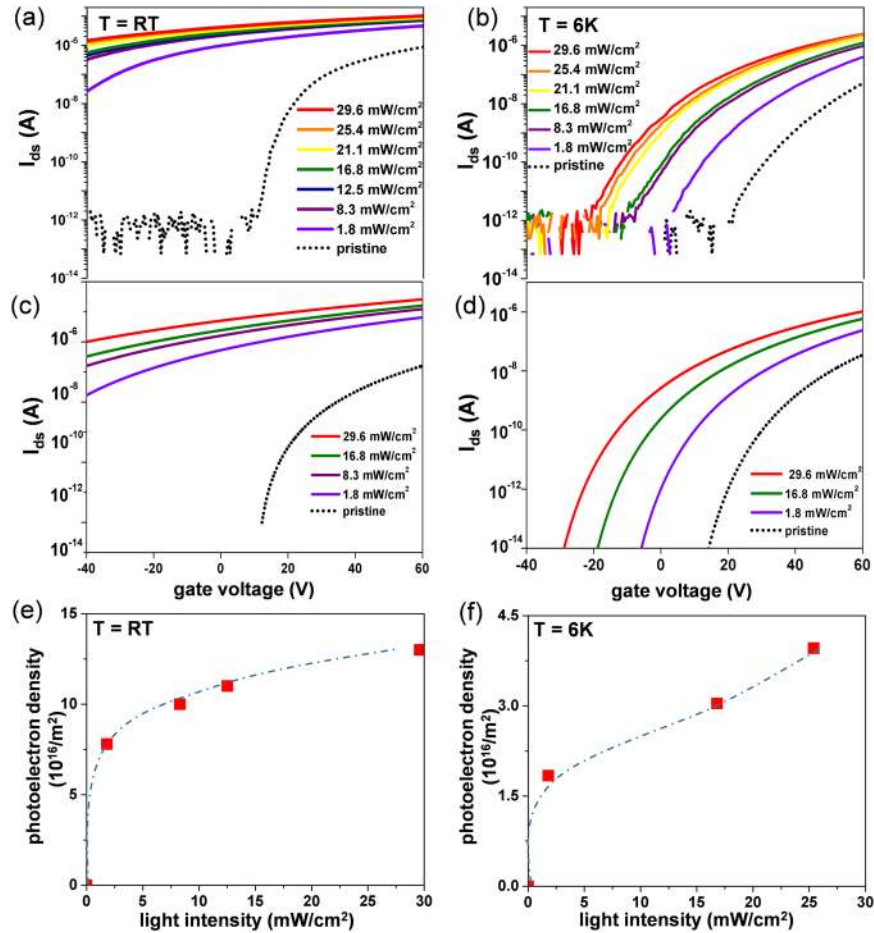 (a)
T = RT
10⁻⁶
10⁻⁸
10⁻¹⁰
10⁻¹²
10⁻¹⁴
I_ds (A)
29.6 mW/cm²
25.4 mW/cm²
21.1 mW/cm²
16.8 mW/cm²
12.5 mW/cm²
8.3 mW/cm²
1.8 mW/cm²
pristine
(b)
T = 6K
10⁻⁶
10⁻⁸
10⁻¹⁰
10⁻¹²
10⁻¹⁴
I_ds (A)
29.6 mW/cm²
25.4 mW/cm²
21.1 mW/cm²
16.8 mW/cm²
8.3 mW/cm²
1.8 mW/cm²
pristine
(c)
10⁻⁶
10⁻⁸
10⁻¹⁰
10⁻¹²
10⁻¹⁴
I_ds (A)
29.6 mW/cm²
16.8 mW/cm²
8.3 mW/cm²
1.8 mW/cm²
pristine
-40 -20 0 20 40 60
gate voltage (V)
(d)
10⁻⁶
10⁻⁸
10⁻¹⁰
10⁻¹²
10⁻¹⁴
I_ds (A)
29.6 mW/cm²
16.8 mW/cm²
1.8 mW/cm²
pristine
-40 -20 0 20 40 60
gate voltage (V)
(e)
T = RT
15
10
5
0
photoelectron density
(10¹⁶/m²)
0 5 10 15 20 25 30
light intensity (mW/cm²)
(f)
T = 6K
4.5
3.0
1.5
0.0
photoelectron density
(10¹⁶/m²)
0 5 10 15 20 25 30
light intensity (mW/cm²)